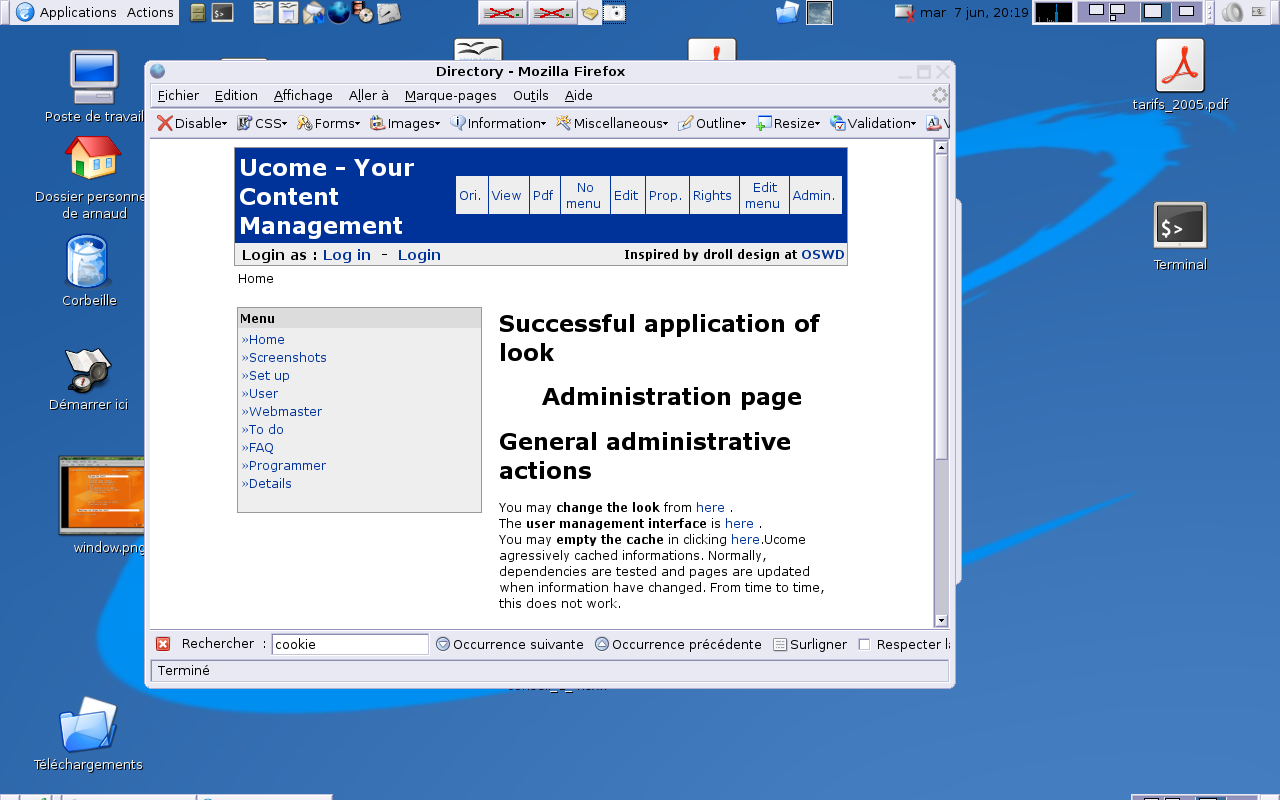 Applications Actions
mar 7 jun, 20:19
Poste de travail
Dossier personne
de arnaud
Corbeille
Démarrer ici
window.png
Téléchargements
tarifs_2005.pdf
$>
Terminal
Directory - Mozilla Firefox
Fichier Edition Affichage Aller à Marque-pages Outils Aide
Disable CSS Forms Images Information Miscellaneous Outline Resize Validation V
Ucome - Your
Content
Management
Ori. View Pdf No menu Edit Prop. Rights Edit menu Admin.
Login as : Log in - Login
Inspired by droll design at OSWD
Home
Menu
»Home
»Screenshots
»Set up
»User
»Webmaster
»To do
»FAQ
»Programmer
»Details
Successful application of
look
Administration page
General administrative
actions
You may change the look from here .
The user management interface is here .
You may empty the cache in clicking here.Ucome
agressively cached informations. Normally,
dependencies are tested and pages are updated
when information have changed. From time to time,
this does not work.
Rechercher : cookie Occurrence suivante Occurrence précédente Surligner Respecter la
Terminé